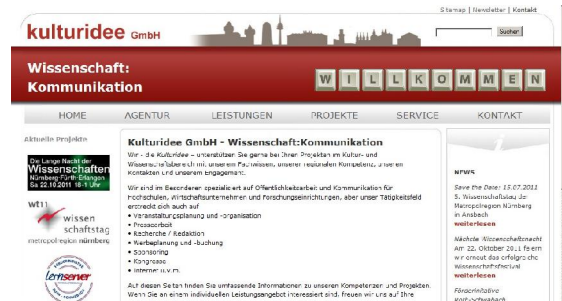 Sitemap | Newsletter | Kontakt
kulturidee GmbH
Suchen
Wissenschaft:
Kommunikation
WILLKOMMEN
HOME AGENTUR LEISTUNGEN PROJEKTE SERVICE KONTAKT
Aktuelle Projekte
Die Lange Nacht der
Wissenschaften
Nürnberg·Fürth·Erlangen
Sa 22.10.2011 18-1 Uhr
wt11
wissen
schaftstag
metropolregion nürnberg
lernserver
Kulturidee GmbH - Wissenschaft:Kommunikation
Wir - die Kulturidee - unterstützen Sie gerne bei Ihren Projekten im Kultur- und
Wissenschaftsbereich mit unserem Fachwissen, unserer regionalen Kompetenz, unseren
Kontakten und unserem Engagement.
Wir sind im Besonderen spezialisiert auf Öffentlichkeitsarbeit und Kommunikation für
Hochschulen, Wirtschaftsunternehmen und Forschungseinrichtungen, aber unser Tätigkeitsfeld
erstreckt sich auch auf
• Veranstaltungsplanung und -organisation
• Pressearbeit
• Recherche / Redaktion
• Werbeplanung und -buchung
• Sponsoring
• Kongresse
• Internet u.v.m.
Auf diesen Seiten finden Sie umfassende Informationen zu unseren Kompetenzen und Projekten.
Wenn Sie an einem individuellen Leistungsangebot interessiert sind, freuen wir uns auf Ihre
NEWS
Save the Date: 15.07.2011
5. Wissenschaftstag der
Metropolregion Nürnberg
in Ansbach
weiterlesen
Nächste Wissenschaftsnacht
Am 22. Oktober 2011 feiern
wir erneut das erfolgreiche
Wissenschaftsfestival
weiterlesen
Förderinitiative